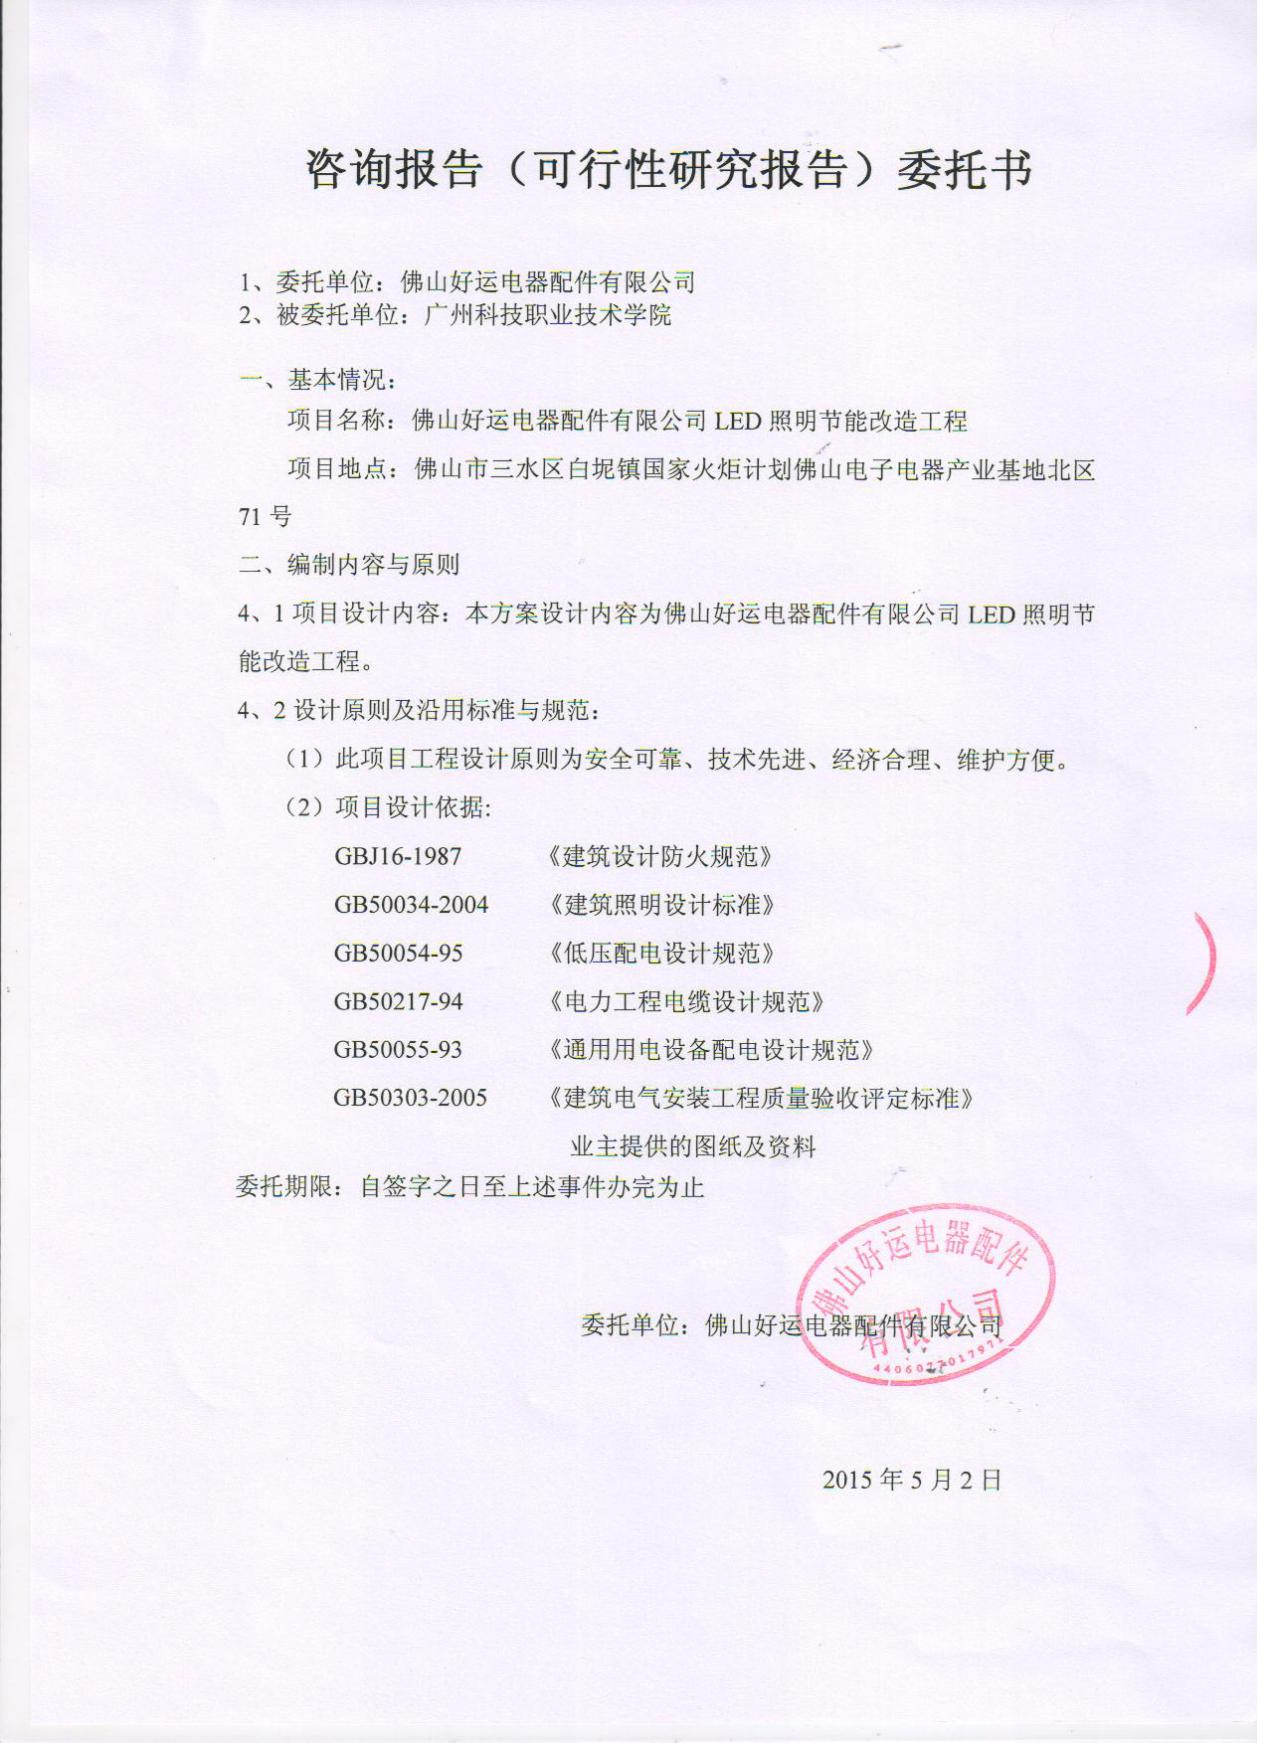 咨询报告（可行性研究报告）委托书
1、委托单位：佛山好运电器配件有限公司
2、被委托单位：广州科技职业技术学院
一、基本情况：
项目名称：佛山好运电器配件有限公司 LED 照明节能改造工程
项目地点：佛山市三水区白坭镇国家火炬计划佛山电子电器产业基地北区
71 号
二、编制内容与原则
4、1 项目设计内容：本方案设计内容为佛山好运电器配件有限公司 LED 照明节
能改造工程。
4、2 设计原则及沿用标准与规范：
（1）此项目工程设计原则为安全可靠、技术先进、经济合理、维护方便。
（2）项目设计依据:
GBJ16-1987 《建筑设计防火规范》
GB50034-2004 《建筑照明设计标准》
GB50054-95 《低压配电设计规范》
GB50217-94 《电力工程电缆设计规范》
GB50055-93 《通用用电设备配电设计规范》
GB50303-2005 《建筑电气安装工程质量验收评定标准》
业主提供的图纸及资料
委托期限：自签字之日至上述事件办完为止
佛山好运电器配件
有限公司
4406077017971
委托单位：佛山好运电器配件有限公司
2015 年 5 月 2 日